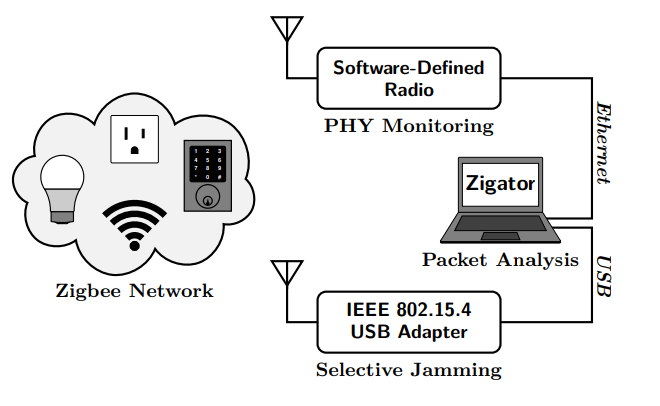 Software-Defined
Radio
PHY Monitoring
Ethernet
1 2 3
4 5 6
7 8 9
* 0 #
Zigator
Packet Analysis
Zigbee Network
USB
IEEE 802.15.4
USB Adapter
Selective Jamming